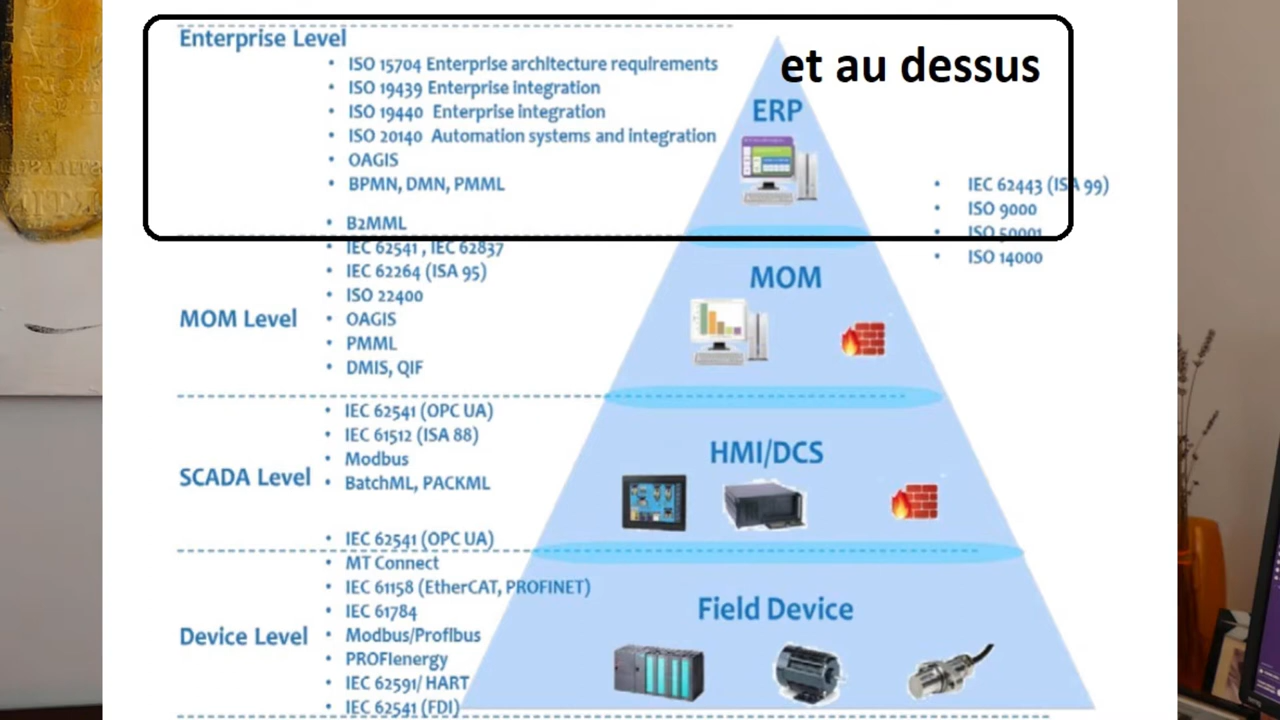 Enterprise Level
• ISO 15704 Enterprise architecture requirements
• ISO 19439 Enterprise integration
• ISO 19440 Enterprise integration
• ISO 20140 Automation systems and integration
• OAGIS
• BPMN, DMN, PMML
• B2MML
• IEC 62541 , IEC 62837
• IEC 62264 (ISA 95)
• ISO 22400
MOM Level
• OAGIS
• PMML
• DMIS, QIF
• IEC 62541 (OPC UA)
• IEC 61512 (ISA 88)
• Modbus
SCADA Level
• BatchML, PACKML
• IEC 62541 (OPC UA)
• MT Connect
• IEC 61158 (EtherCAT, PROFINET)
• IEC 61784
Device Level
• Modbus/Profibus
• PROFIenergy
• IEC 62591/ HART
• IEC 62541 (FDI)
et au dessus
ERP
MOM
HMI/DCS
Field Device
• IEC 62443 (ISA 99)
• ISO 9000
• ISO 50001
• ISO 14000